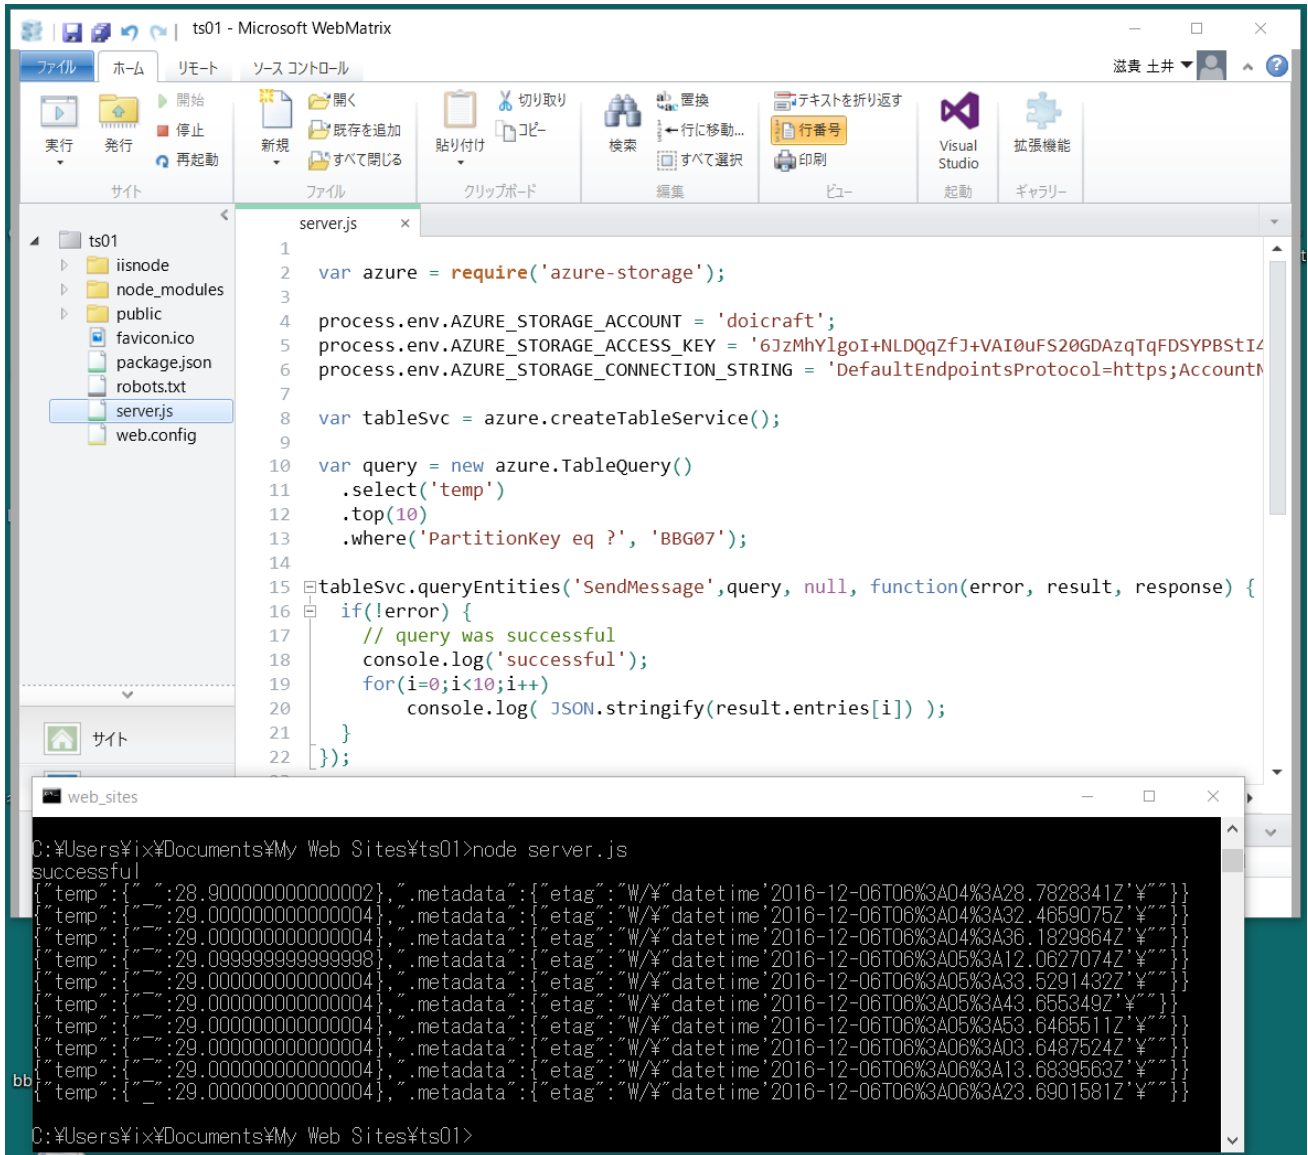 ts01 - Microsoft WebMatrix
ファイル ホーム リモート ソース コントロール 滋貴 土井
実行 発行 開始 停止 再起動
サイト
新規 開く 既存を追加 すべて閉じる
ファイル
貼り付け 切り取り コピー
クリップボード
検索 置換 行に移動... すべて選択
編集
テキストを折り返す 行番号 印刷
ビュー
Visual Studio
起動
拡張機能
ギャラリー
ts01
iisnode
node_modules
public
favicon.ico
package.json
robots.txt
server.js
web.config
サイト
server.js
1
2 var azure = require('azure-storage');
3
4 process.env.AZURE_STORAGE_ACCOUNT = 'doicraft';
5 process.env.AZURE_STORAGE_ACCESS_KEY = '6JzMhYlgoI+NLDQqZfJ+VAI0uFS20GDAzqTqFDSYPBStI4
6 process.env.AZURE_STORAGE_CONNECTION_STRING = 'DefaultEndpointsProtocol=https;AccountN
7
8 var tableSvc = azure.createTableService();
9
10 var query = new azure.TableQuery()
11 .select('temp')
12 .top(10)
13 .where('PartitionKey eq ?', 'BBG07');
14
15 tableSvc.queryEntities('SendMessage',query, null, function(error, result, response) {
16 if(!error) {
17 // query was successful
18 console.log('successful');
19 for(i=0;i<10;i++)
20 console.log( JSON.stringify(result.entries[i]) );
21 }
22 });
web_sites
C:¥Users¥ix¥Documents¥My Web Sites¥ts01>node server.js
successful
{"temp":{"_":28.900000000000002},".metadata":{"etag":"W/¥"datetime'2016-12-06T06%3A04%3A28.7828341Z'¥""}}
{"temp":{"_":29.000000000000004},".metadata":{"etag":"W/¥"datetime'2016-12-06T06%3A04%3A32.4659075Z'¥""}}
{"temp":{"_":29.000000000000004},".metadata":{"etag":"W/¥"datetime'2016-12-06T06%3A04%3A36.1829864Z'¥""}}
{"temp":{"_":29.099999999999998},".metadata":{"etag":"W/¥"datetime'2016-12-06T06%3A05%3A12.0627074Z'¥""}}
{"temp":{"_":29.000000000000004},".metadata":{"etag":"W/¥"datetime'2016-12-06T06%3A05%3A33.5291432Z'¥""}}
{"temp":{"_":29.000000000000004},".metadata":{"etag":"W/¥"datetime'2016-12-06T06%3A05%3A43.655349Z'¥""}}
{"temp":{"_":29.000000000000004},".metadata":{"etag":"W/¥"datetime'2016-12-06T06%3A05%3A53.6465511Z'¥""}}
{"temp":{"_":29.000000000000004},".metadata":{"etag":"W/¥"datetime'2016-12-06T06%3A06%3A03.6487524Z'¥""}}
{"temp":{"_":29.000000000000004},".metadata":{"etag":"W/¥"datetime'2016-12-06T06%3A06%3A13.6839563Z'¥""}}
{"temp":{"_":29.000000000000004},".metadata":{"etag":"W/¥"datetime'2016-12-06T06%3A06%3A23.6901581Z'¥""}}
C:¥Users¥ix¥Documents¥My Web Sites¥ts01>
bb